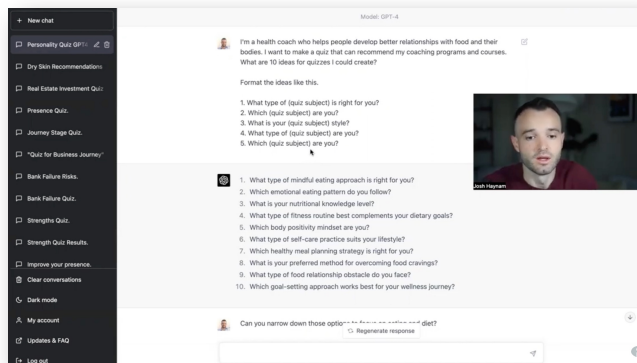 Model: GPT-4
+ New chat
Personality Quiz GPT4
Dry Skin Recommendations
Real Estate Investment Quiz
Presence Quiz.
Journey Stage Quiz.
"Quiz for Business Journey"
Bank Failure Risks.
Bank Failure Quiz.
Strengths Quiz.
Strength Quiz Results.
Improve your presence.
Clear conversations
Dark mode
My account
Updates & FAQ
Log out
I'm a health coach who helps people develop better relationships with food and their
bodies. I want to make a quiz that can recommend my coaching programs and courses.
What are 10 ideas for quizzes I could create?
Format the ideas like this.
1. What type of (quiz subject) is right for you?
2. Which (quiz subject) are you?
3. What is your (quiz subject) style?
4. What type of (quiz subject) are you?
5. Which (quiz subject) are you?
Josh Haynam
1. What type of mindful eating approach is right for you?
2. Which emotional eating pattern do you follow?
3. What is your nutritional knowledge level?
4. What type of fitness routine best complements your dietary goals?
5. Which body positivity mindset are you?
6. What type of self-care practice suits your lifestyle?
7. Which healthy meal planning strategy is right for you?
8. What is your preferred method for overcoming food cravings?
9. What type of food relationship obstacle do you face?
10. Which goal-setting approach works best for your wellness journey?
Can you narrow down those options to focus on eating and diet?
Regenerate response